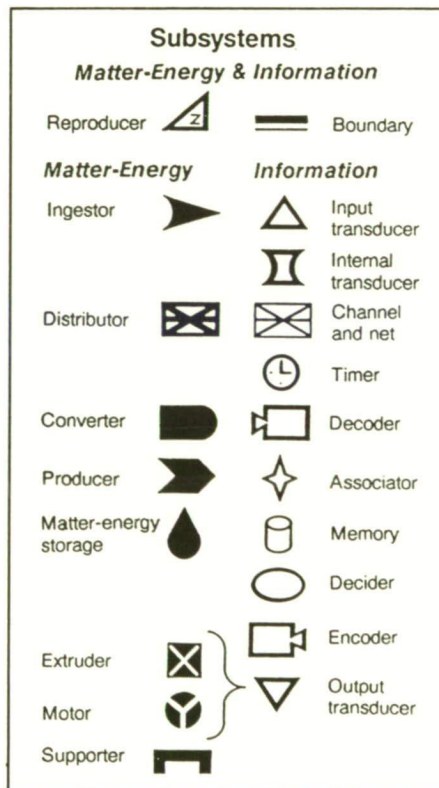 Subsystems
Matter-Energy & Information
Reproducer Z Boundary
Matter-Energy Information
Ingestor Input
transducer
Internal
transducer
Distributor Channel
and net
Timer
Converter Decoder
Producer Associator
Matter-energy
storage Memory
Decider
Encoder
Extruder
Output
transducer
Motor
Supporter